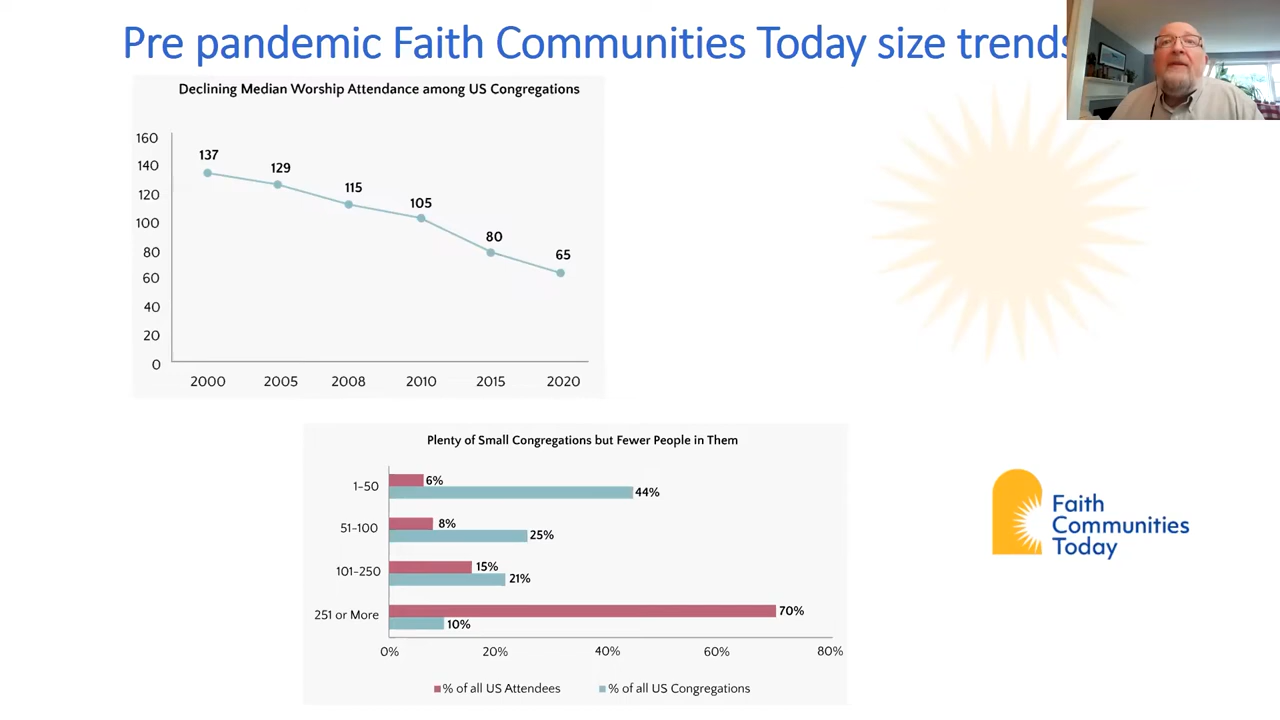 Pre pandemic Faith Communities Today size trends
Declining Median Worship Attendance among US Congregations
160
140
120
100
80
60
40
20
0
137
129
115
105
80
65
2000 2005 2008 2010 2015 2020
Plenty of Small Congregations but Fewer People in Them
1-50 6% 44%
51-100 8% 25%
101-250 15% 21%
251 or More 70% 10%
0% 20% 40% 60% 80%
% of all US Attendees % of all US Congregations
Faith
Communities
Today